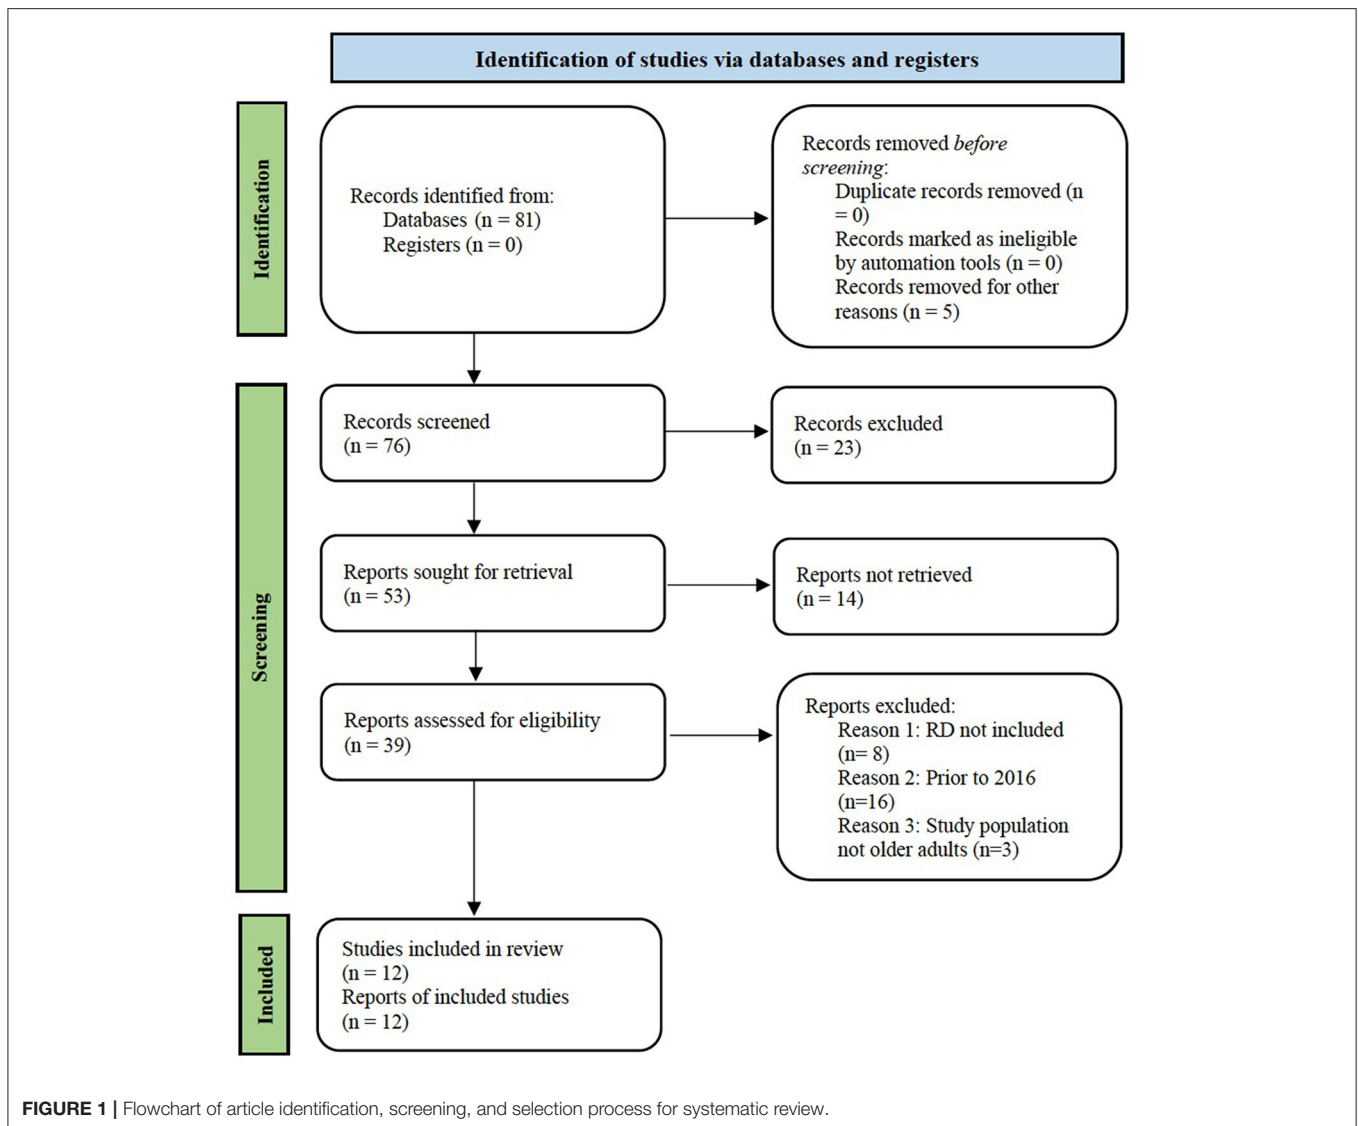 Identification of studies via databases and registers
Identification
Records identified from:
Databases (n = 81)
Registers (n = 0)
Records removed before
screening:
Duplicate records removed (n
= 0)
Records marked as ineligible
by automation tools (n = 0)
Records removed for other
reasons (n = 5)
Screening
Records screened
(n = 76)
Records excluded
(n = 23)
Reports sought for retrieval
(n = 53)
Reports not retrieved
(n = 14)
Reports assessed for eligibility
(n = 39)
Reports excluded:
Reason 1: RD not included
(n= 8)
Reason 2: Prior to 2016
(n=16)
Reason 3: Study population
not older adults (n=3)
Included
Studies included in review
(n = 12)
Reports of included studies
(n = 12)
FIGURE 1 | Flowchart of article identification, screening, and selection process for systematic review.